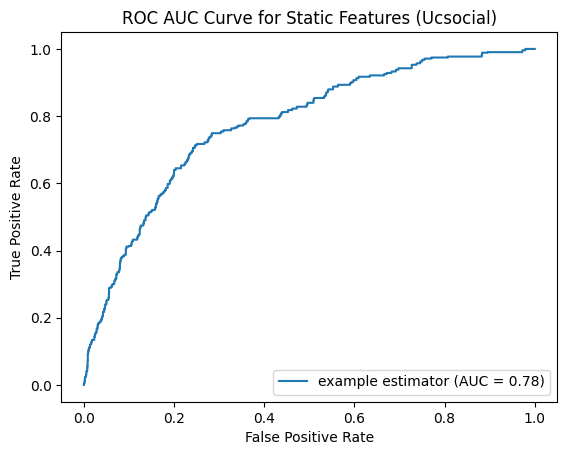 ROC AUC Curve for Static Features (Ucsocial)
True Positive Rate
1.0
0.8
0.6
0.4
0.2
0.0
example estimator (AUC = 0.78)
0.0 0.2 0.4 0.6 0.8 1.0
False Positive Rate